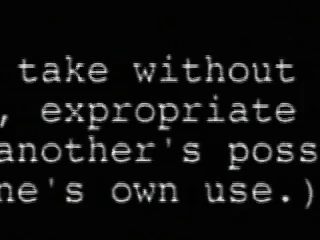 take without
, expropriate
another's poss
ne's own use.)